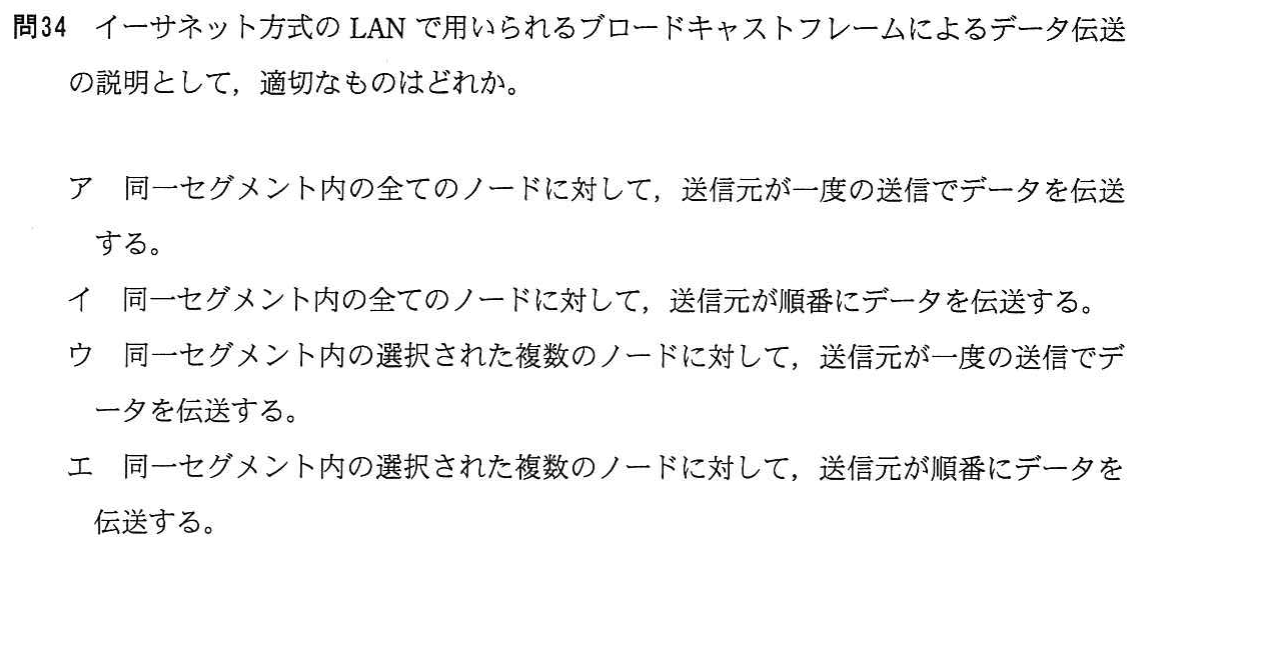 問34 イーサネット方式の LAN で用いられるブロードキャストフレームによるデータ伝送
の説明として，適切なものはどれか。
ア 同一セグメント内の全てのノードに対して，送信元が一度の送信でデータを伝送
する。
イ 同一セグメント内の全てのノードに対して，送信元が順番にデータを伝送する。
ウ 同一セグメント内の選択された複数のノードに対して，送信元が一度の送信でデ
ータを伝送する。
エ 同一セグメント内の選択された複数のノードに対して，送信元が順番にデータを
伝送する。